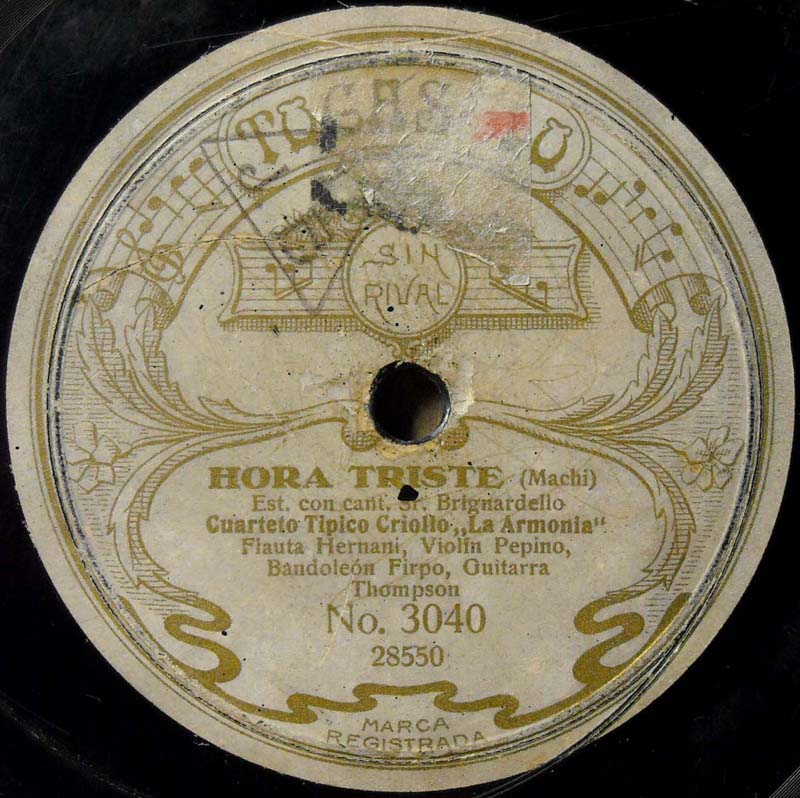 SIN
RIVAL
HORA TRISTE (Machi)
Est. con cant. Sr. Brignardello
Cuarteto Tipico Criollo „La Armonia“
Flauta Hernani, Violín Pepino,
Bandoleón Firpo, Guitarra
Thompson
No. 3040
28550
MARCA
REGISTRADA